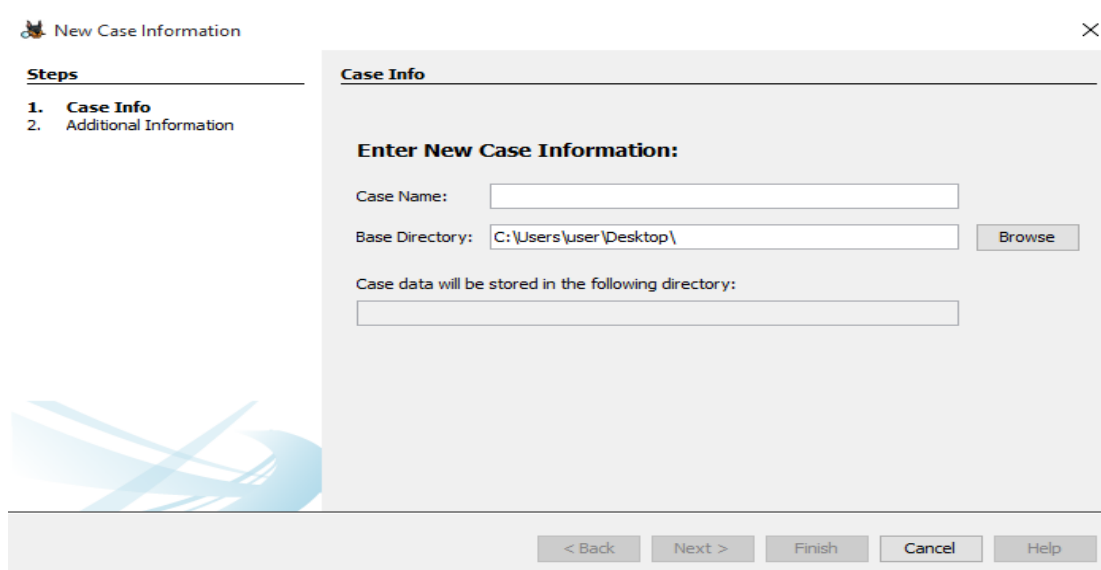 New Case Information
Steps
1. Case Info
2. Additional Information
Case Info
Enter New Case Information:
Case Name:
Base Directory: C:\Users\user\Desktop\ Browse
Case data will be stored in the following directory:
< Back Next > Finish Cancel Help